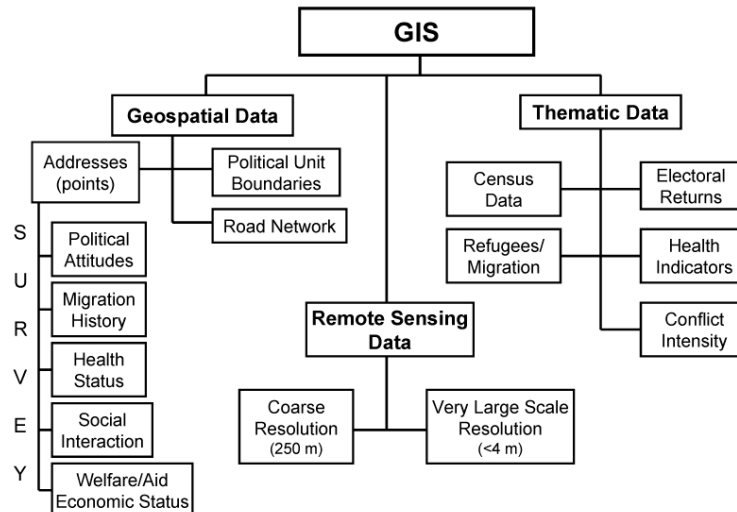 GIS
Geospatial Data
Thematic Data
Addresses
(points)
Political Unit
Boundaries
Road Network
Census
Data
Electoral
Returns
Refugees/
Migration
Health
Indicators
Conflict
Intensity
SURVEY
Political
Attitudes
Migration
History
Health
Status
Social
Interaction
Welfare/Aid
Economic Status
Remote Sensing
Data
Coarse
Resolution
(250 m)
Very Large Scale
Resolution
(<4 m)